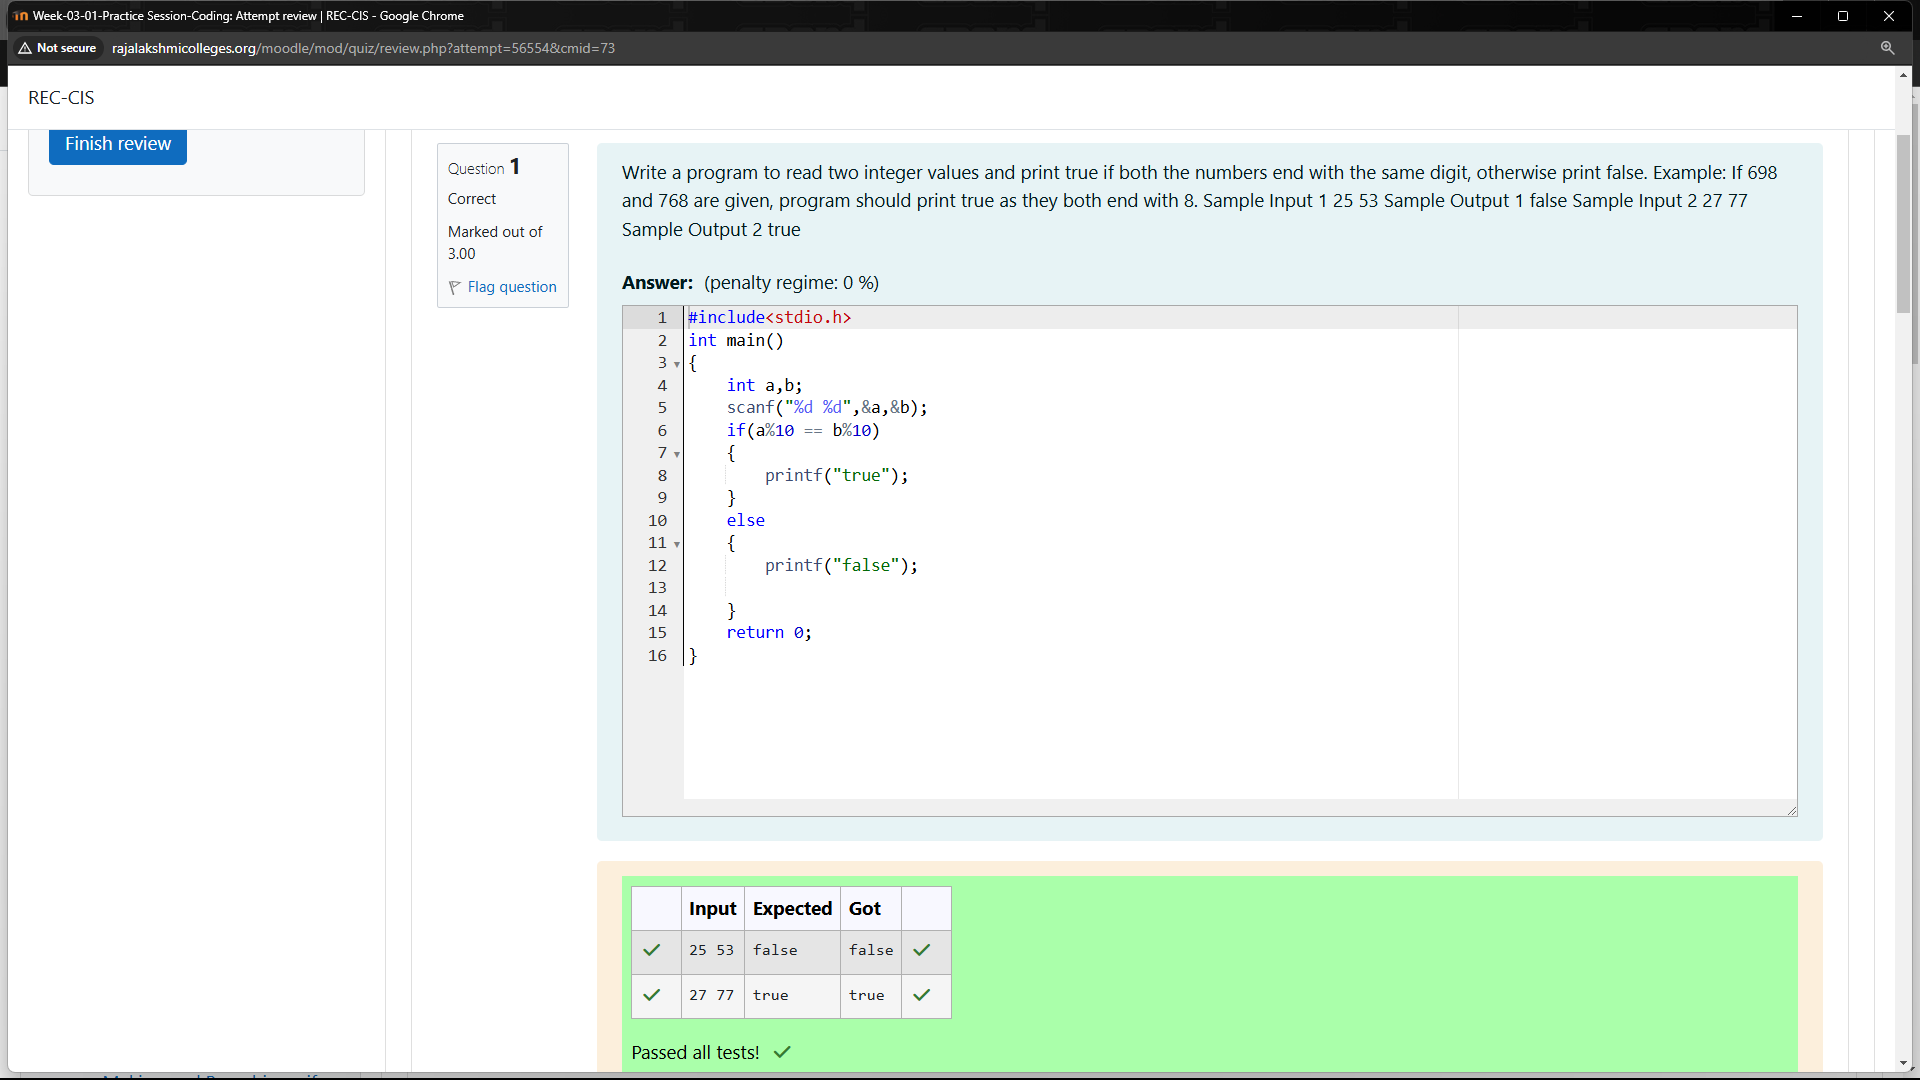 Week-03-01-Practice Session-Coding: Attempt review | REC-CIS - Google Chrome
Not secure rajalakshmicolleges.org/moodle/mod/quiz/review.php?attempt=56554&cmid=73
REC-CIS
Finish review
Question 1
Correct
Marked out of
3.00
Flag question
Write a program to read two integer values and print true if both the numbers end with the same digit, otherwise print false. Example: If 698
and 768 are given, program should print true as they both end with 8. Sample Input 1 25 53 Sample Output 1 false Sample Input 2 27 77
Sample Output 2 true
Answer: (penalty regime: 0 %)
1 #include<stdio.h>
2 int main()
3 {
4 int a,b;
5 scanf("%d %d",&a,&b);
6 if(a%10 == b%10)
7 {
8 printf("true");
9 }
10 else
11 {
12 printf("false");
13
14 }
15 return 0;
16 }
Input Expected Got
25 53 false false
27 77 true true
Passed all tests!